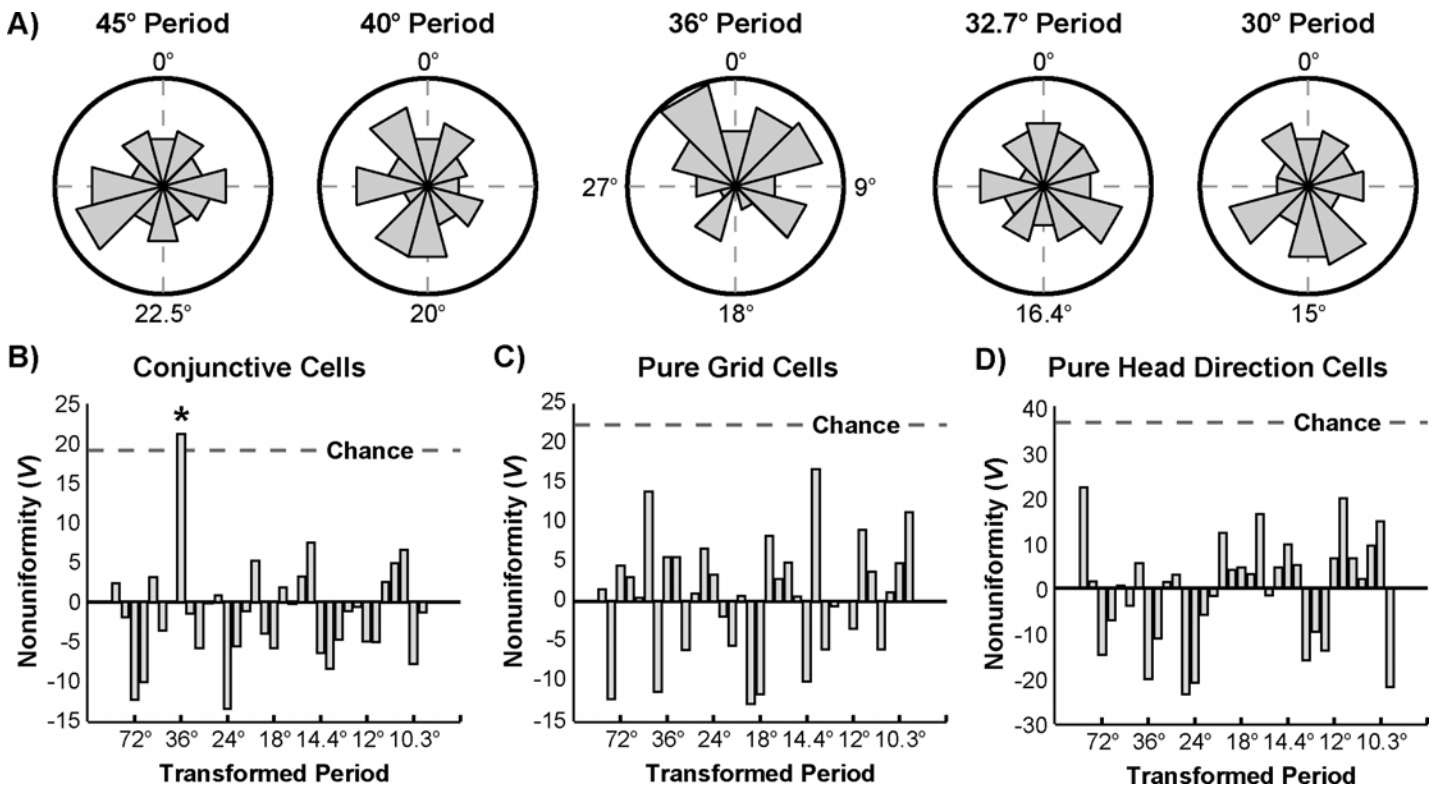 A)
45° Period 40° Period 36° Period 32.7° Period 30° Period
0° 0° 0° 0° 0°
27° 9°
22.5° 20° 18° 16.4° 15°
B) Conjunctive Cells
25
20
15
10
5
0
-5
-10
-15
Nonuniformity (V)
*
Chance
72° 36° 24° 18° 14.4° 12° 10.3°
Transformed Period
C) Pure Grid Cells
25
20
15
10
5
0
-5
-10
-15
Nonuniformity (V)
Chance
72° 36° 24° 18° 14.4° 12° 10.3°
Transformed Period
D) Pure Head Direction Cells
40
30
20
10
0
-10
-20
-30
Nonuniformity (V)
Chance
72° 36° 24° 18° 14.4° 12° 10.3°
Transformed Period